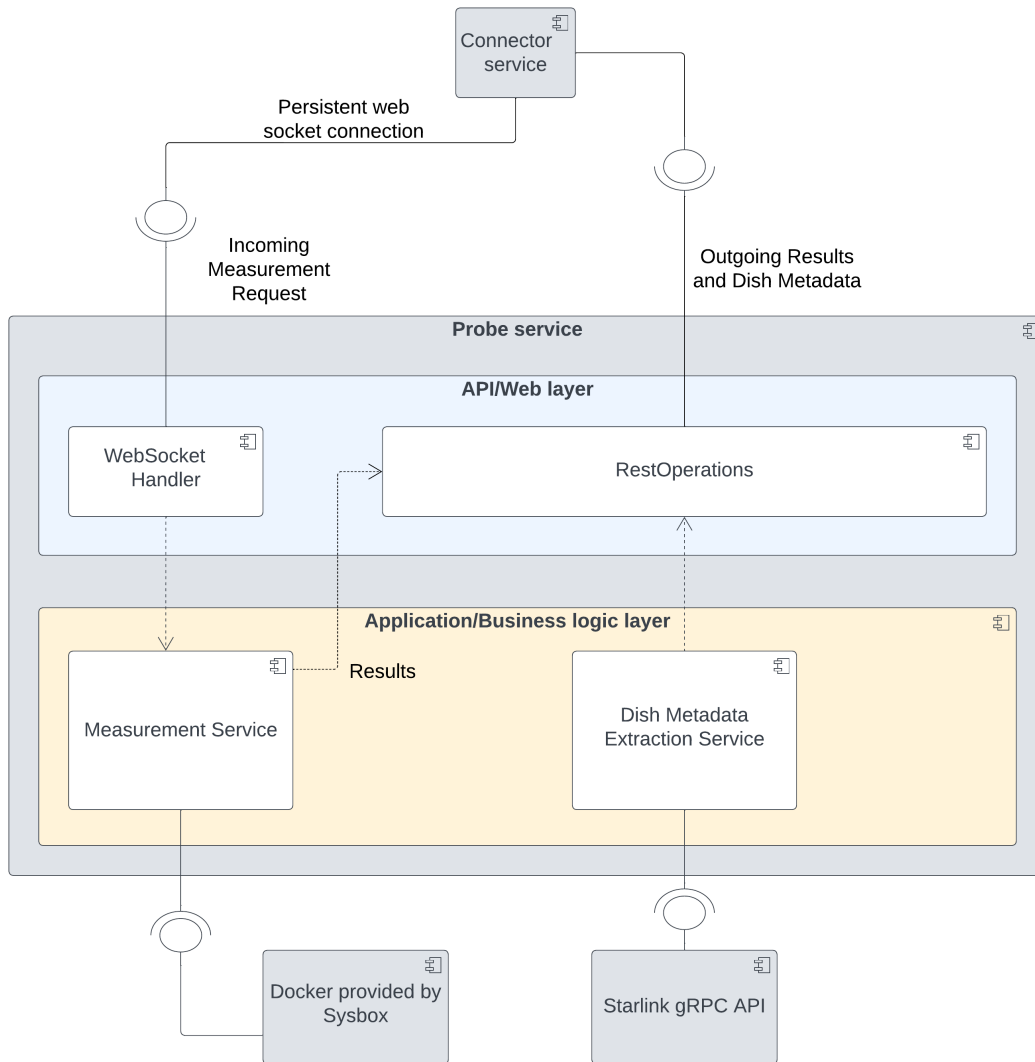 Connector
service
Persistent web
socket connection
Incoming
Measurement
Request
Outgoing Results
and Dish Metadata
Probe service
API/Web layer
WebSocket
Handler
RestOperations
Application/Business logic layer
Results
Measurement Service
Dish Metadata
Extraction Service
Docker provided by
Sysbox
Starlink gRPC API